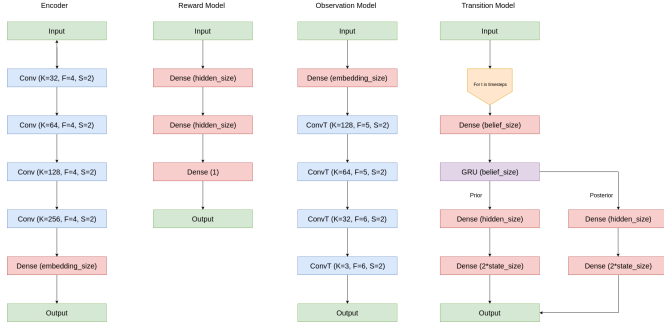 Encoder
Input
Conv (K=32, F=4, S=2)
Conv (K=64, F=4, S=2)
Conv (K=128, F=4, S=2)
Conv (K=256, F=4, S=2)
Dense (embedding_size)
Output
Reward Model
Input
Dense (hidden_size)
Dense (hidden_size)
Dense (1)
Output
Observation Model
Input
Dense (embedding_size)
ConvT (K=128, F=5, S=2)
ConvT (K=64, F=5, S=2)
ConvT (K=32, F=6, S=2)
ConvT (K=3, F=6, S=2)
Output
Transition Model
Input
For t in timesteps
Dense (belief_size)
GRU (belief_size)
Prior
Dense (hidden_size)
Dense (2*state_size)
Output
Posterior
Dense (hidden_size)
Dense (2*state_size)